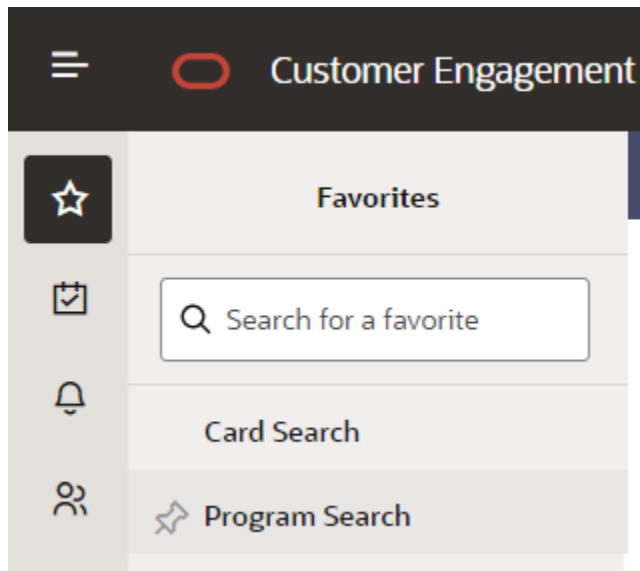 Customer Engagement
Favorites
Search for a favorite
Card Search
Program Search